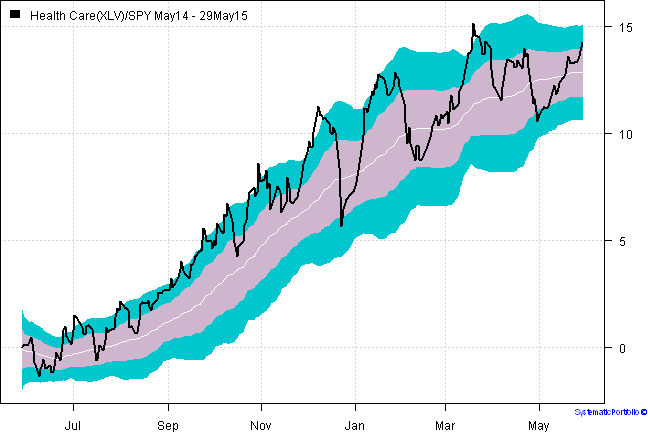 Health Care(XLV)/SPY May14 - 29May15
15
10
5
0
Jul Sep Nov Jan Mar May
SystematicPortfolio ©